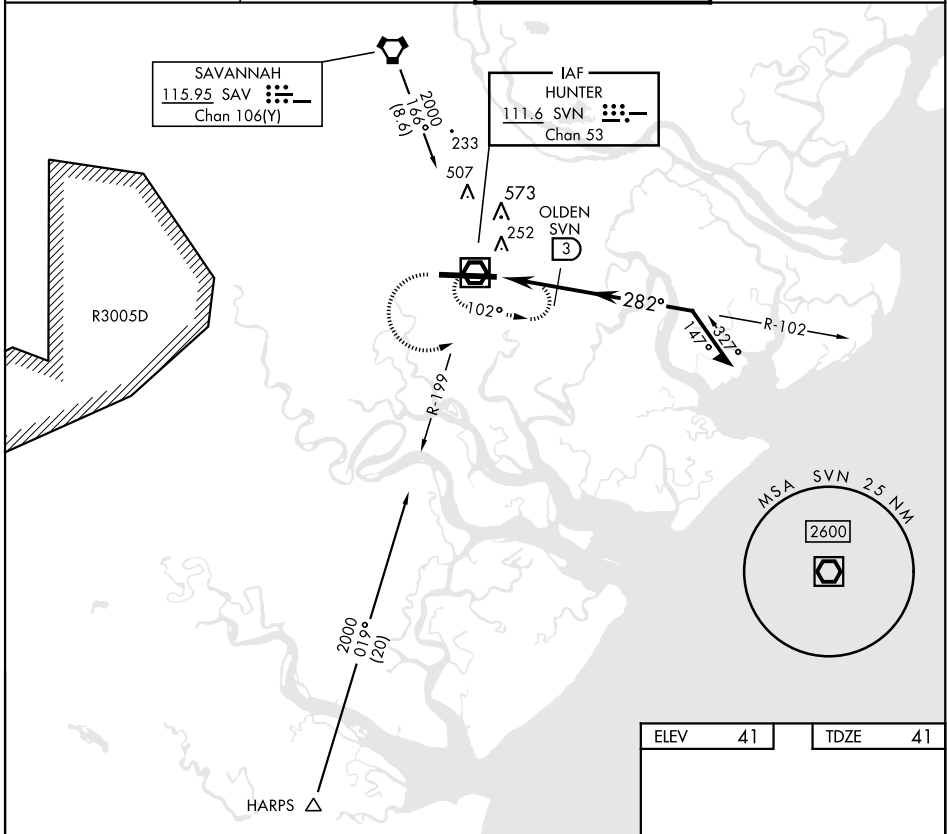 SAVANNAH
115.95 SAV
Chan 106(Y)
IAF
HUNTER
111.6 SVN
Chan 53
2000
166°
(8.6)
233
507
573
252
OLDEN
SVN
3
R3005D
102°
282°
R-102
327°
147°
R-199
MSA SVN 25 NM
2600
2000
019°
(20)
HARPS
ELEV 41
TDZE 41